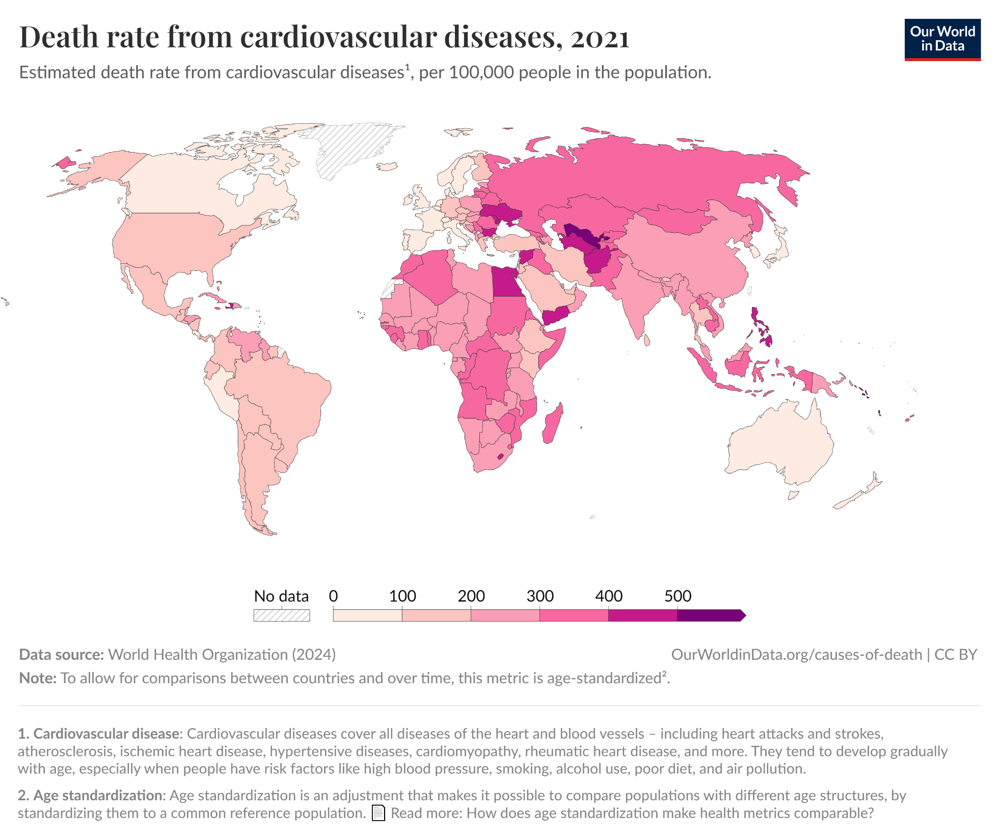 Death rate from cardiovascular diseases, 2021
Our World
in Data
Estimated death rate from cardiovascular diseases¹, per 100,000 people in the population.
No data 0 100 200 300 400 500
Data source: World Health Organization (2024)
OurWorldinData.org/causes-of-death | CC BY
Note: To allow for comparisons between countries and over time, this metric is age-standardized².
1. Cardiovascular disease: Cardiovascular diseases cover all diseases of the heart and blood vessels – including heart attacks and strokes,
atherosclerosis, ischemic heart disease, hypertensive diseases, cardiomyopathy, rheumatic heart disease, and more. They tend to develop gradually
with age, especially when people have risk factors like high blood pressure, smoking, alcohol use, poor diet, and air pollution.
2. Age standardization: Age standardization is an adjustment that makes it possible to compare populations with different age structures, by
standardizing them to a common reference population. Read more: How does age standardization make health metrics comparable?